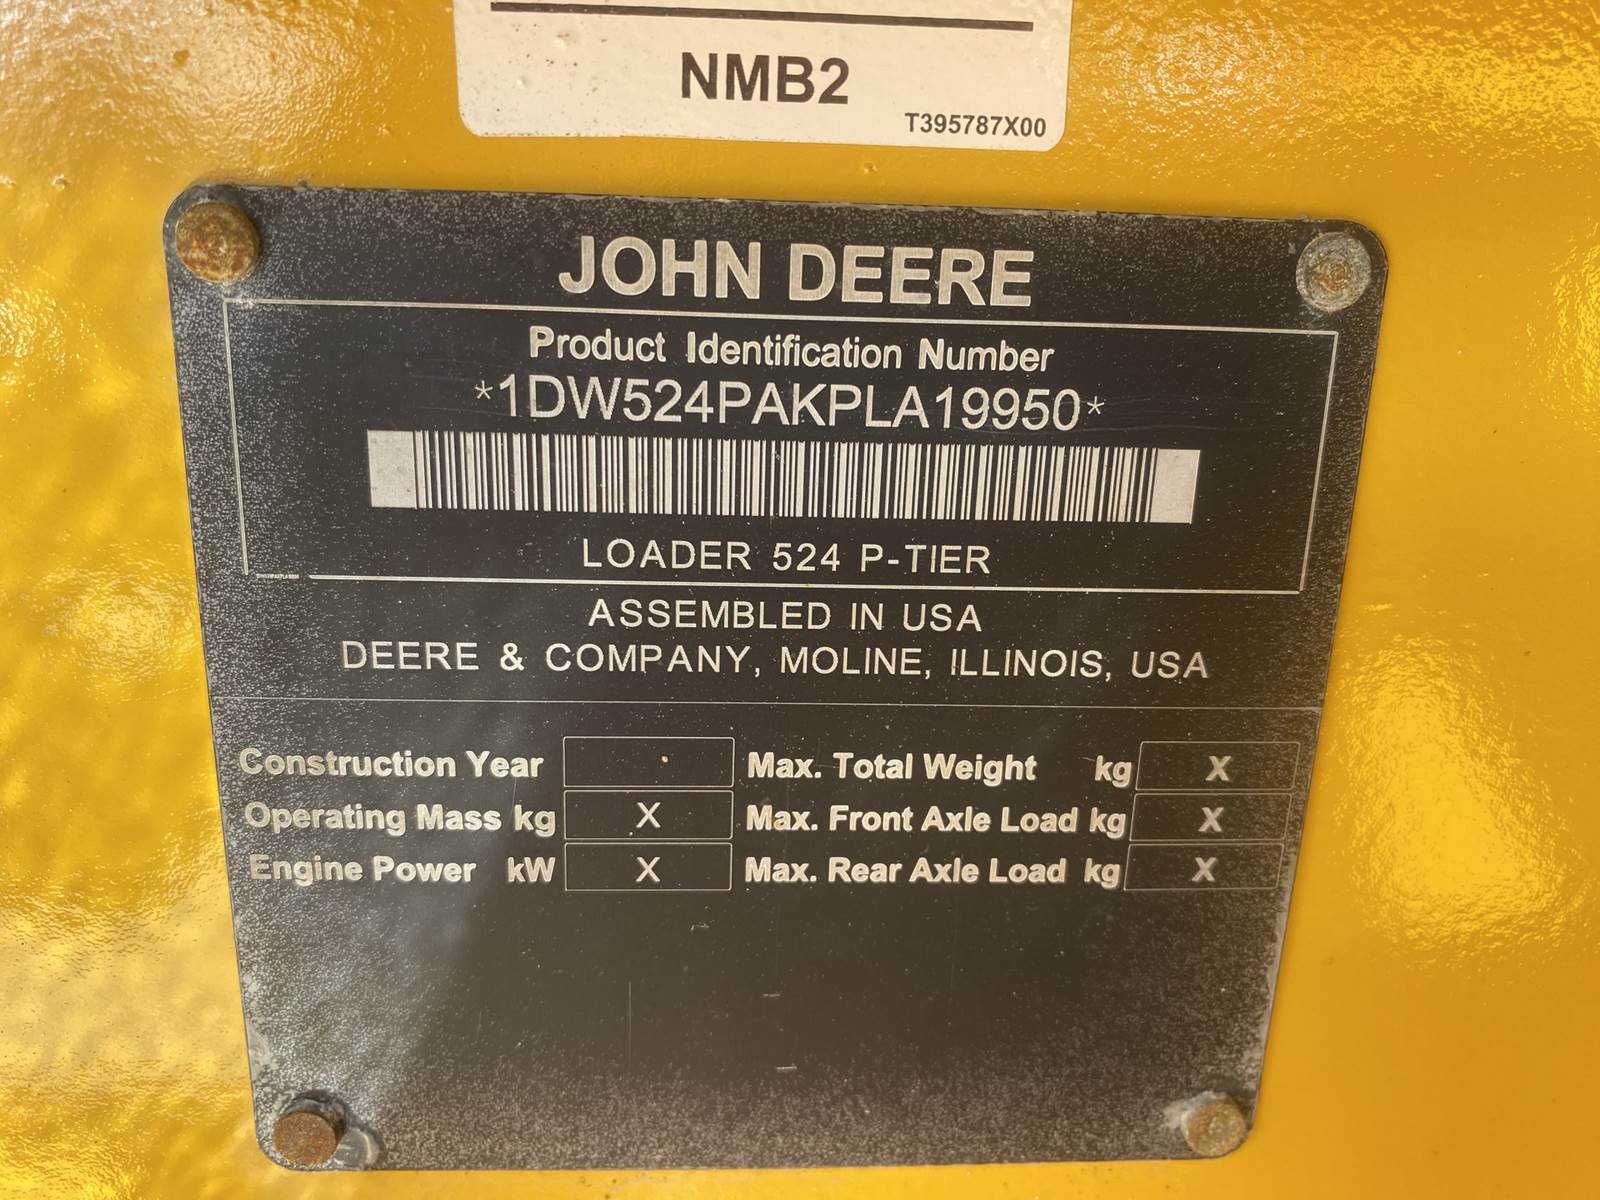 NMB2
T395787X00
JOHN DEERE
Product Identification Number
*1DW524PAKPLA19950*
LOADER 524 P-TIER
ASSEMBLED IN USA
DEERE & COMPANY, MOLINE, ILLINOIS, USA
Construction Year Max. Total Weight kg X
Operating Mass kg X Max. Front Axle Load kg X
Engine Power kW X Max. Rear Axle Load kg X